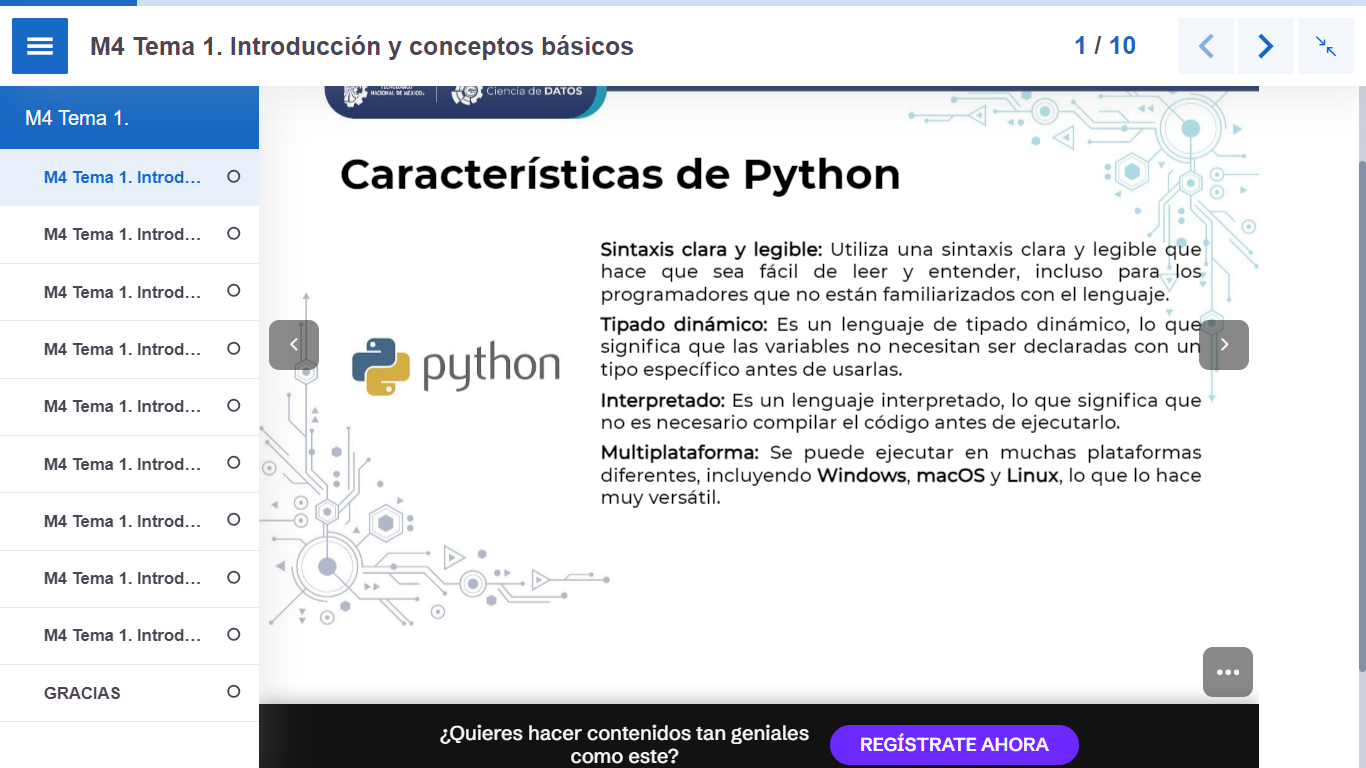 M4 Tema 1. Introducción y conceptos básicos
1 / 10
M4 Tema 1.
M4 Tema 1. Introd...
M4 Tema 1. Introd...
M4 Tema 1. Introd...
M4 Tema 1. Introd...
M4 Tema 1. Introd...
M4 Tema 1. Introd...
M4 Tema 1. Introd...
M4 Tema 1. Introd...
M4 Tema 1. Introd...
GRACIAS
TECNOLÓGICO
NACIONAL DE MÉXICO
Ciencia de DATOS
Características de Python
python
Sintaxis clara y legible: Utiliza una sintaxis clara y legible que
hace que sea fácil de leer y entender, incluso para los
programadores que no están familiarizados con el lenguaje.
Tipado dinámico: Es un lenguaje de tipado dinámico, lo que
significa que las variables no necesitan ser declaradas con un
tipo específico antes de usarlas.
Interpretado: Es un lenguaje interpretado, lo que significa que
no es necesario compilar el código antes de ejecutarlo.
Multiplataforma: Se puede ejecutar en muchas plataformas
diferentes, incluyendo Windows, macOS y Linux, lo que lo hace
muy versátil.
¿Quieres hacer contenidos tan geniales
como este?
REGÍSTRATE AHORA